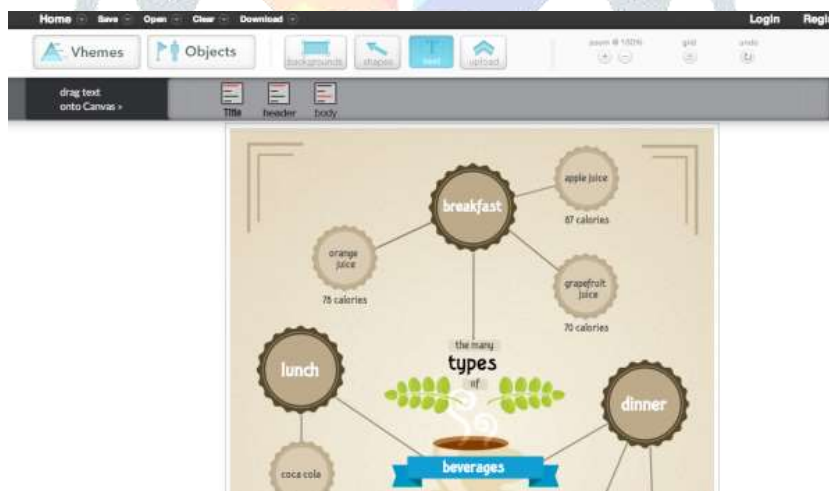 Home Save Open Clear Download Login Regi
Vhemes Objects backgrounds shapes text upload zoom @ 100% grid undo
drag text
onto Canvas »
Title header body
breakfast
apple juice
87 calories
orange
juice
78 calories
grapefruit
juice
70 calories
the many
types
of
lunch
dinner
coca cola
beverages